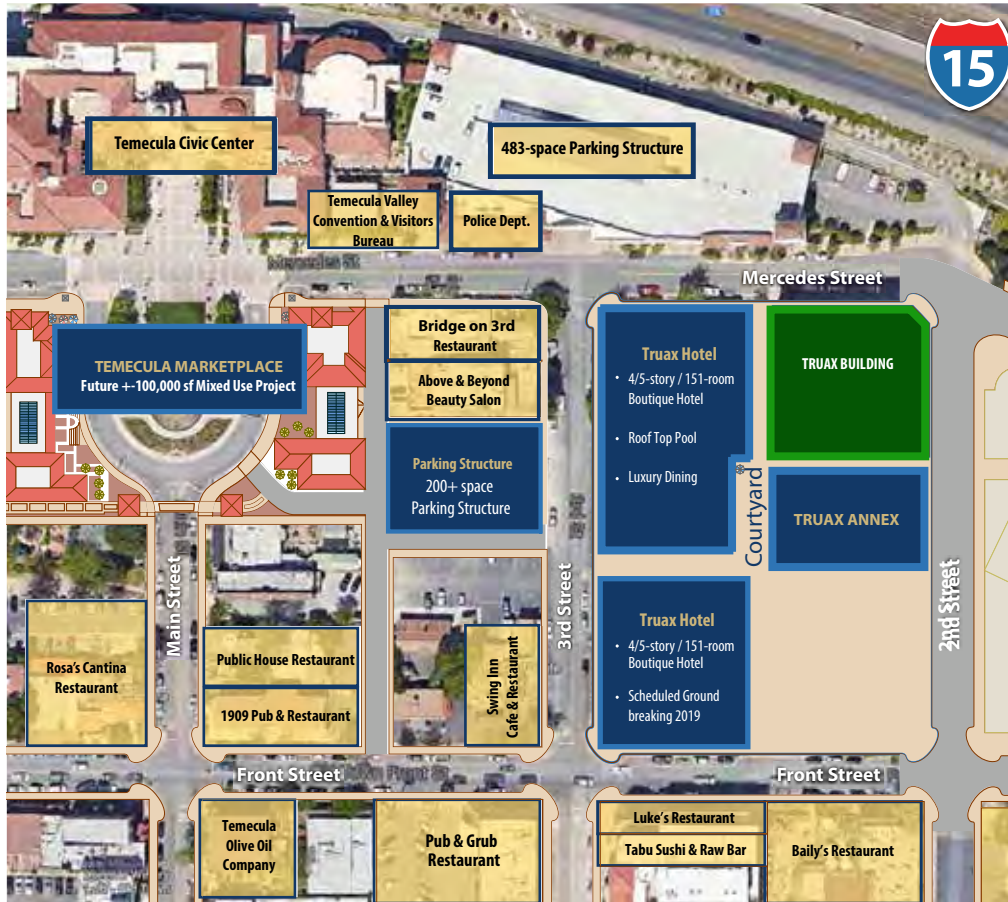 15
Temecula Civic Center
483-space Parking Structure
Temecula Valley
Convention & Visitors
Bureau
Police Dept.
Mercedes St
Mercedes Street
TEMECULA MARKETPLACE
Future +-100,000 sf Mixed Use Project
Bridge on 3rd
Restaurant
Above & Beyond
Beauty Salon
Parking Structure
200+ space
Parking Structure
Truax Hotel
• 4/5-story / 151-room
Boutique Hotel
• Roof Top Pool
• Luxury Dining
TRUAX BUILDING
Courtyard
TRUAX ANNEX
Main Street
3rd Street
2nd Street
2nd Street
Rosa's Cantina
Restaurant
Public House Restaurant
1909 Pub & Restaurant
Swing Inn
Cafe & Restaurant
Truax Hotel
• 4/5-story / 151-room
Boutique Hotel
• Scheduled Ground
breaking 2019
Front Street
Front Street
Temecula
Olive Oil
Company
Pub & Grub
Restaurant
Luke's Restaurant
Tabu Sushi & Raw Bar
Baily's Restaurant